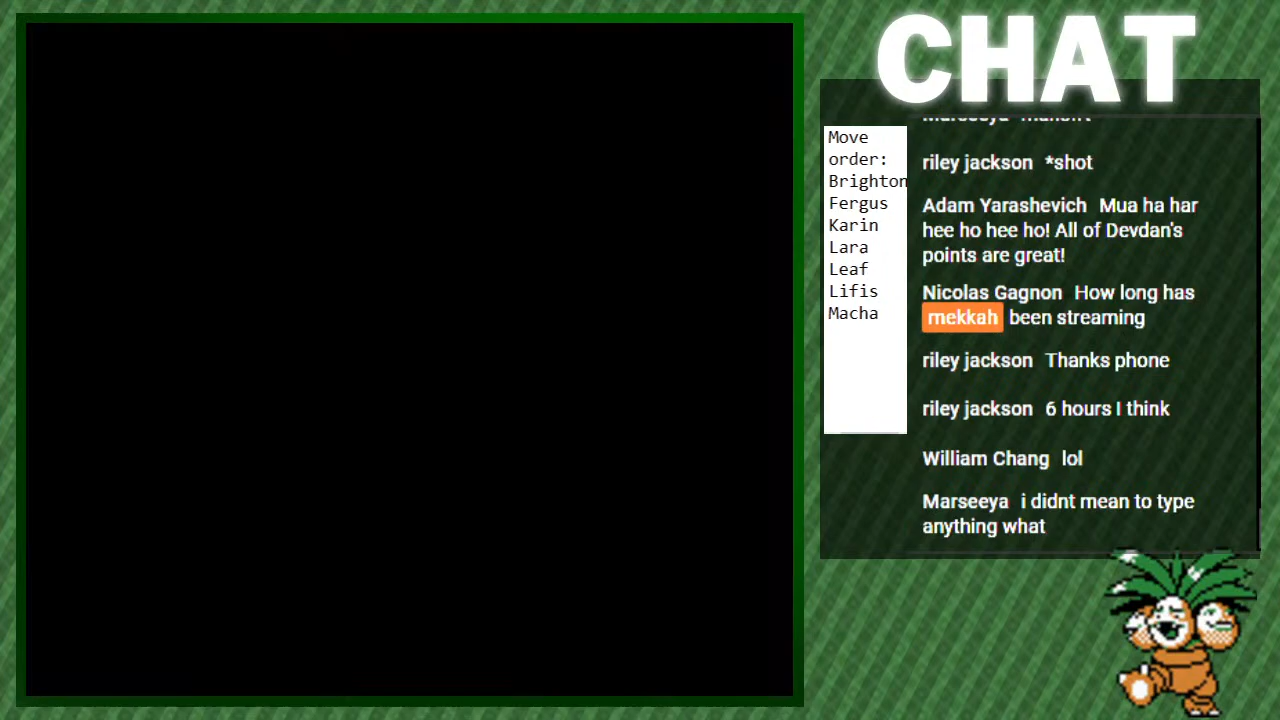 CHAT
Move
order:
Brighton
Fergus
Karin
Lara
Leaf
Lifis
Macha
riley jackson *shot
Adam Yarashevich Mua ha har
hee ho hee ho! All of Devdan's
points are great!
Nicolas Gagnon How long has
mekkah been streaming
riley jackson Thanks phone
riley jackson 6 hours I think
William Chang lol
Marseeya i didnt mean to type
anything what